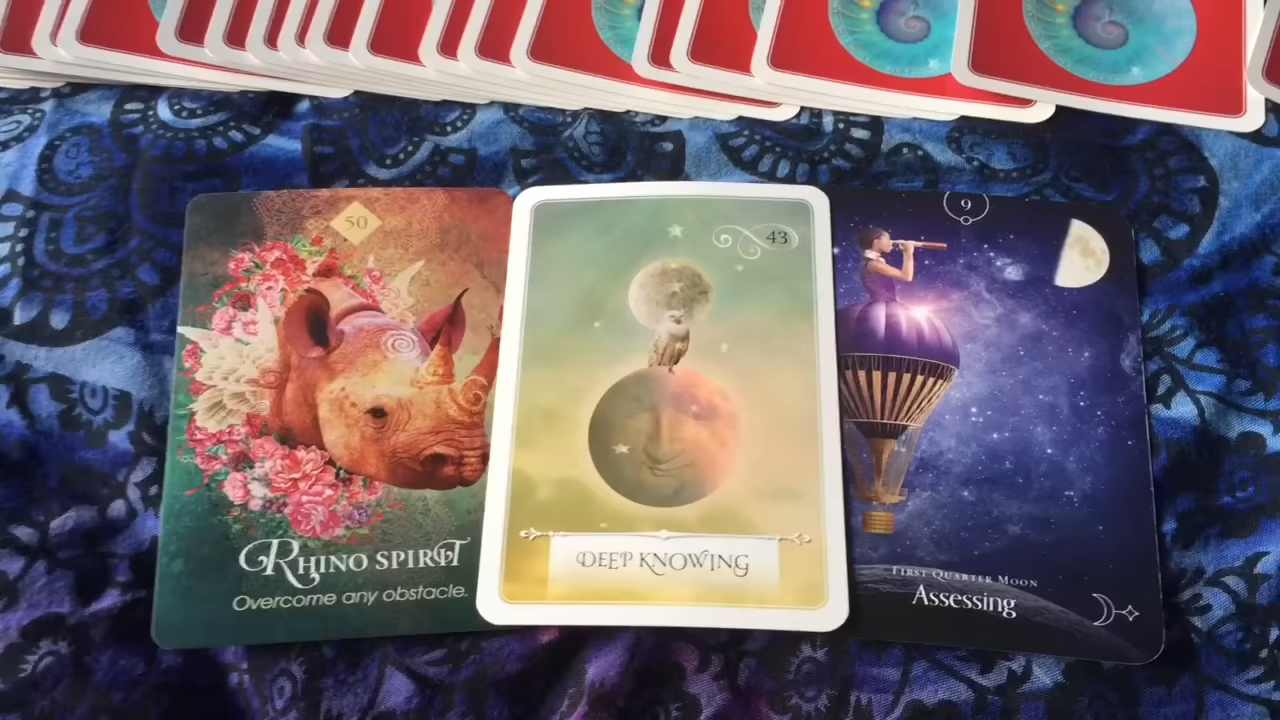 50
RHINO SPIRIT
Overcome any obstacle.
43
DEEP KNOWING
9
FIRST QUARTER MOON
Assessing